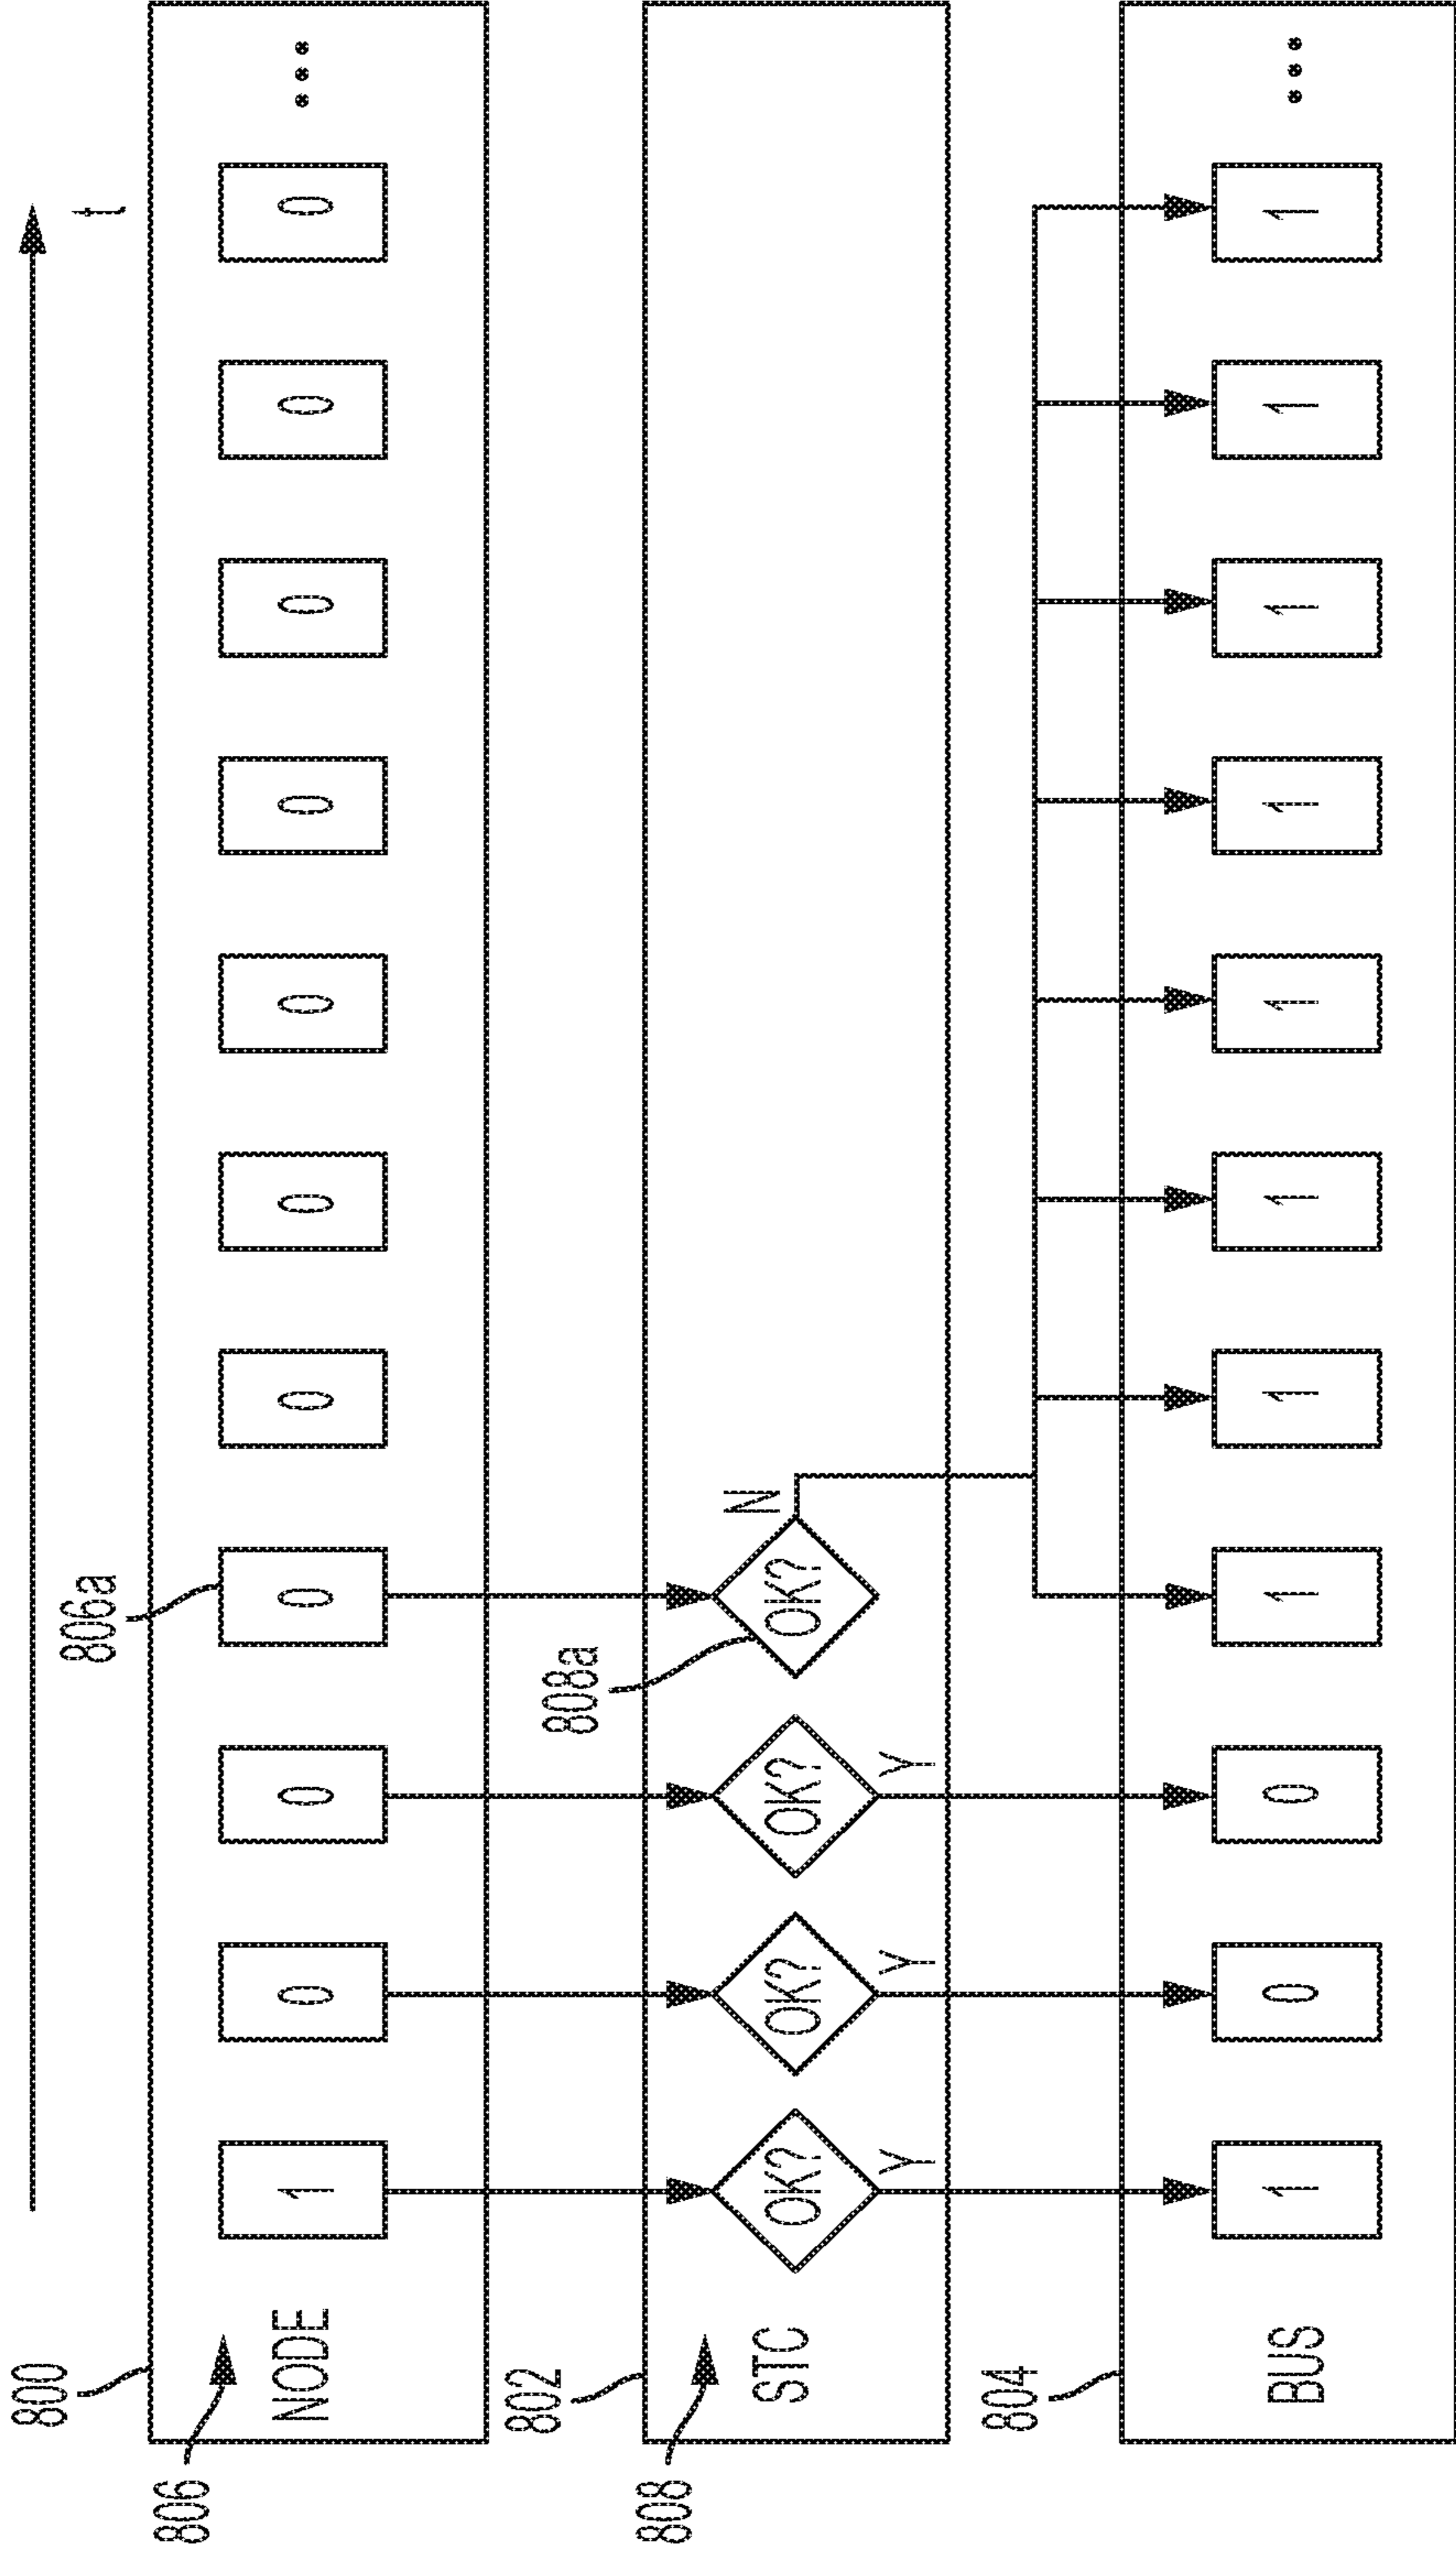 800
806a
t
806
NODE 1 0 0 0 0 0 0 0 0 0 0 •••
802
808a
808
N
STC OK? OK? OK? OK?
Y Y Y
804
BUS 1 0 0 1 1 1 1 1 1 1 1 •••